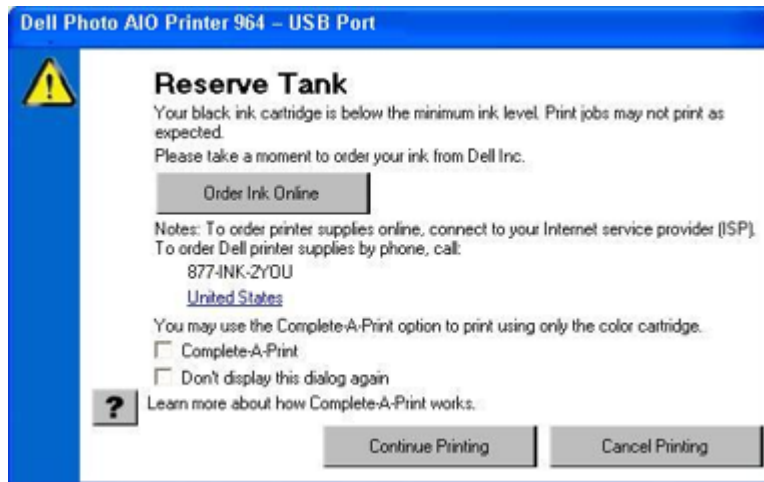 Dell Photo AIO Printer 964 – USB Port
Reserve Tank
Your black ink cartridge is below the minimum ink level. Print jobs may not print as
expected.
Please take a moment to order your ink from Dell Inc.
Order Ink Online
Notes: To order printer supplies online, connect to your Internet service provider (ISP).
To order Dell printer supplies by phone, call:
877-INK-2YOU
United States
You may use the Complete-A-Print option to print using only the color cartridge.
Complete-A-Print
Don't display this dialog again
? Learn more about how Complete-A-Print works.
Continue Printing
Cancel Printing